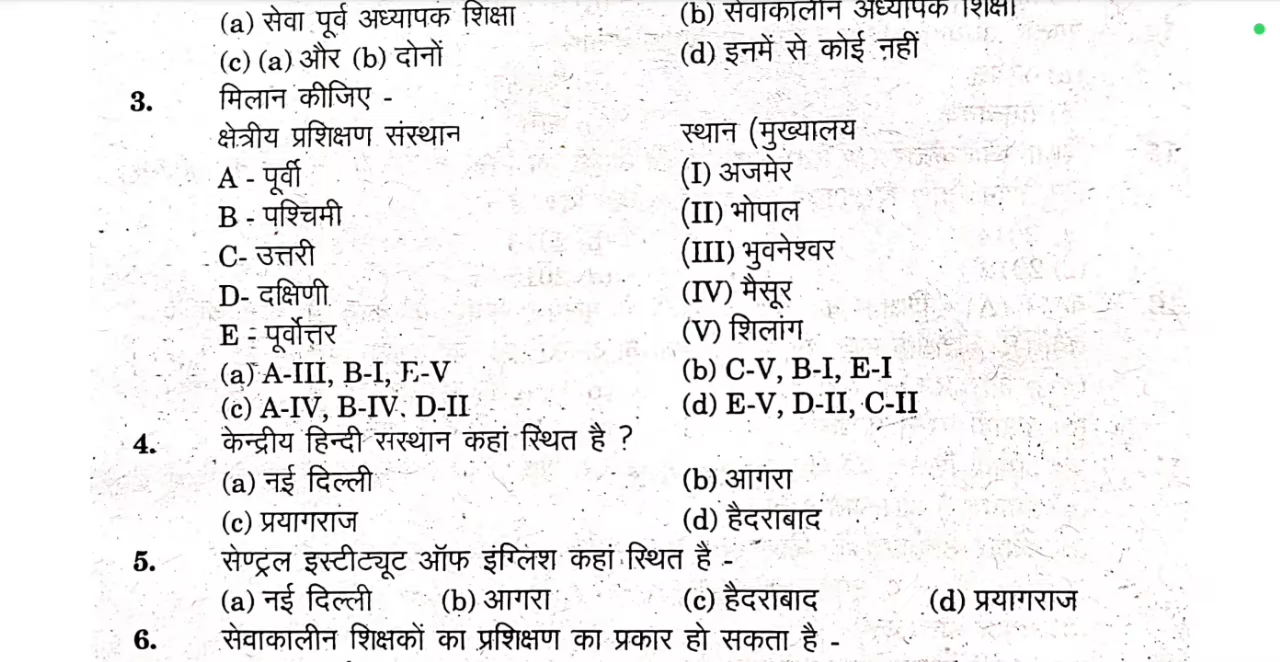 (a) सेवा पूर्व अध्यापक शिक्षा (b) सेवाकालीन अध्यापक शिक्षा
(c) (a) और (b) दोनों (d) इनमें से कोई नहीं
3. मिलान कीजिए -
क्षेत्रीय प्रशिक्षण संस्थान स्थान (मुख्यालय
A - पूर्वी (I) अजमेर
B - पश्चिमी (II) भोपाल
C- उत्तरी (III) भुवनेश्वर
D- दक्षिणी (IV) मैसूर
E - पूर्वोत्तर (V) शिलांग
(a) A-III, B-I, E-V (b) C-V, B-I, E-I
(c) A-IV, B-IV, D-II (d) E-V, D-II, C-II
4. केन्द्रीय हिन्दी संस्थान कहां स्थित है ?
(a) नई दिल्ली (b) आगरा
(c) प्रयागराज (d) हैदराबाद
5. सेण्ट्रल इस्टीट्यूट ऑफ इंग्लिश कहां स्थित है -
(a) नई दिल्ली (b) आगरा (c) हैदराबाद (d) प्रयागराज
6. सेवाकालीन शिक्षकों का प्रशिक्षण का प्रकार हो सकता है -